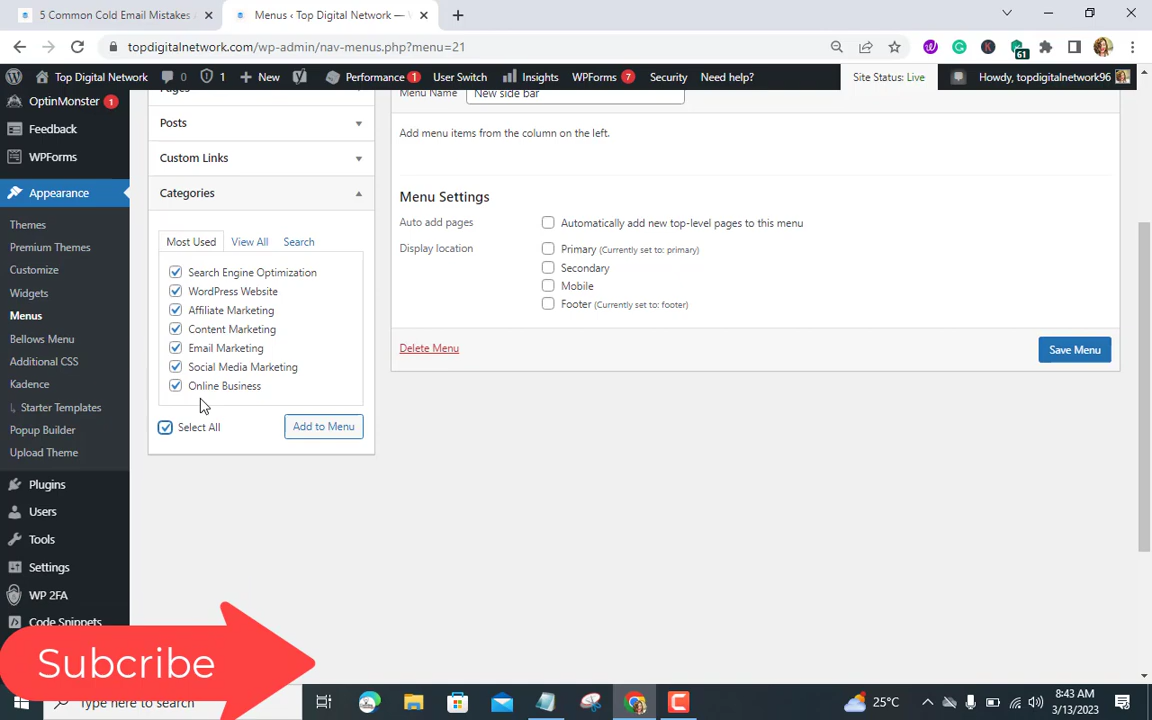 5 Common Cold Email Mistakes
Menus ‹ Top Digital Network —
topdigitalnetwork.com/wp-admin/nav-menus.php?menu=21
61
Top Digital Network
0
1
New
Performance 1
User Switch
Insights
WPForms 7
Security
Need help?
Site Status: Live
Howdy, topdigitalnetwork96
OptinMonster 1
Feedback
WPForms
Appearance
Themes
Premium Themes
Customize
Widgets
Menus
Bellows Menu
Additional CSS
Kadence
Starter Templates
Popup Builder
Upload Theme
Plugins
Users
Tools
Settings
WP 2FA
Code Snippets
Pages
Posts
Custom Links
Categories
Most Used
View All
Search
Search Engine Optimization
WordPress Website
Affiliate Marketing
Content Marketing
Email Marketing
Social Media Marketing
Online Business
Select All
Add to Menu
Menu Name
New side bar
Add menu items from the column on the left.
Menu Settings
Auto add pages
Automatically add new top-level pages to this menu
Display location
Primary (Currently set to: primary)
Secondary
Mobile
Footer (Currently set to: footer)
Delete Menu
Save Menu
Subcribe
Type here to search
25°C
8:43 AM
3/13/2023